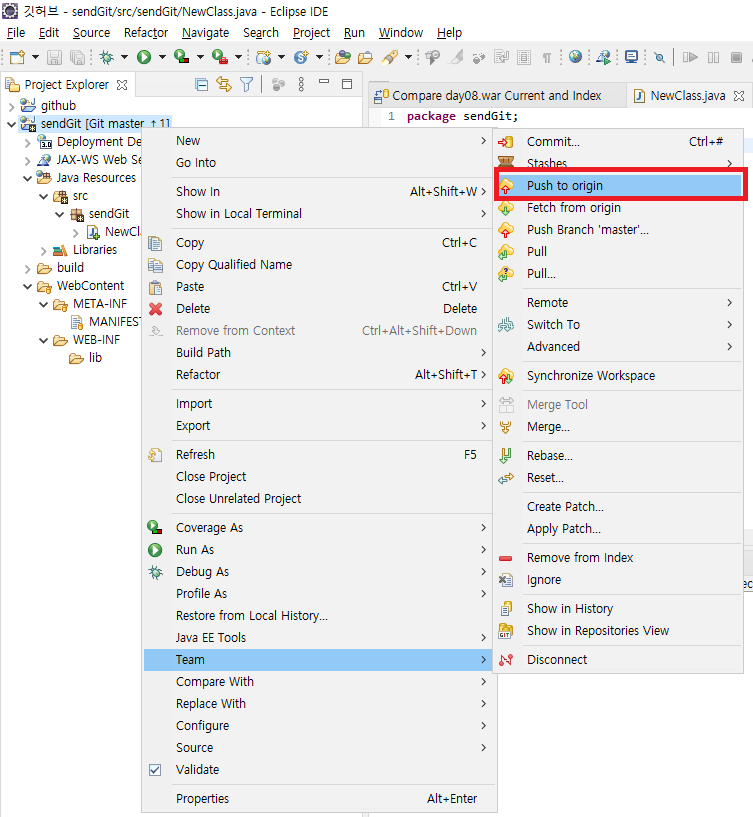 깃허브 - sendGit/src/sendGit/NewClass.java - Eclipse IDE
File Edit Source Refactor Navigate Search Project Run Window Help
Project Explorer
github
sendGit [Git master ↑ 1]
Deployment De
JAX-WS Web Se
Java Resources
src
sendGit
NewCl
Libraries
build
WebContent
META-INF
MANIFEST
WEB-INF
lib
Compare day08.war Current and Index
NewClass.java
1 package sendGit;
New
Go Into
Show In Alt+Shift+W
Show in Local Terminal
Copy Ctrl+C
Copy Qualified Name
Paste Ctrl+V
Delete Delete
Remove from Context Ctrl+Alt+Shift+Down
Build Path
Refactor Alt+Shift+T
Import
Export
Refresh F5
Close Project
Close Unrelated Project
Coverage As
Run As
Debug As
Profile As
Restore from Local History...
Java EE Tools
Team
Compare With
Replace With
Configure
Source
Validate
Properties Alt+Enter
Commit... Ctrl+#
Stashes
Push to origin
Fetch from origin
Push Branch 'master'...
Pull
Pull...
Remote
Switch To
Advanced
Synchronize Workspace
Merge Tool
Merge...
Rebase...
Reset...
Create Patch...
Apply Patch...
Remove from Index
Ignore
Show in History
Show in Repositories View
Disconnect